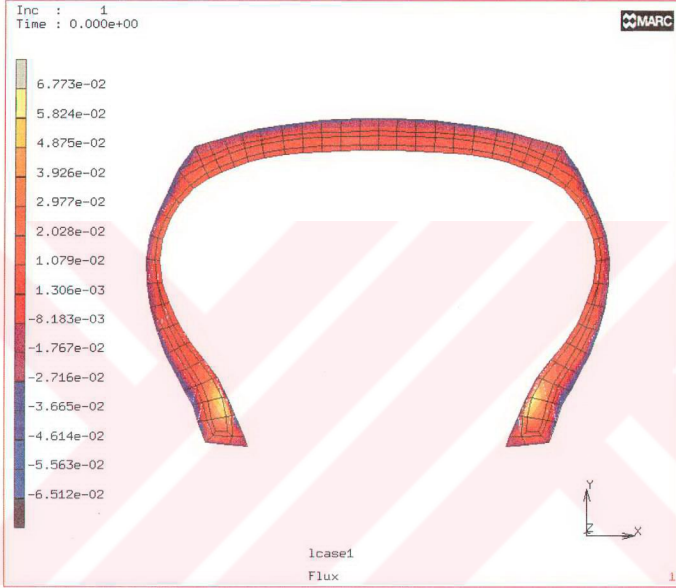 Inc : 1
Time : 0.000e+00
MARC
6.773e-02
5.824e-02
4.875e-02
3.926e-02
2.977e-02
2.028e-02
1.079e-02
1.306e-03
-8.183e-03
-1.767e-02
-2.716e-02
-3.665e-02
-4.614e-02
-5.563e-02
-6.512e-02
Y
Z
X
lcase1
Flux
1